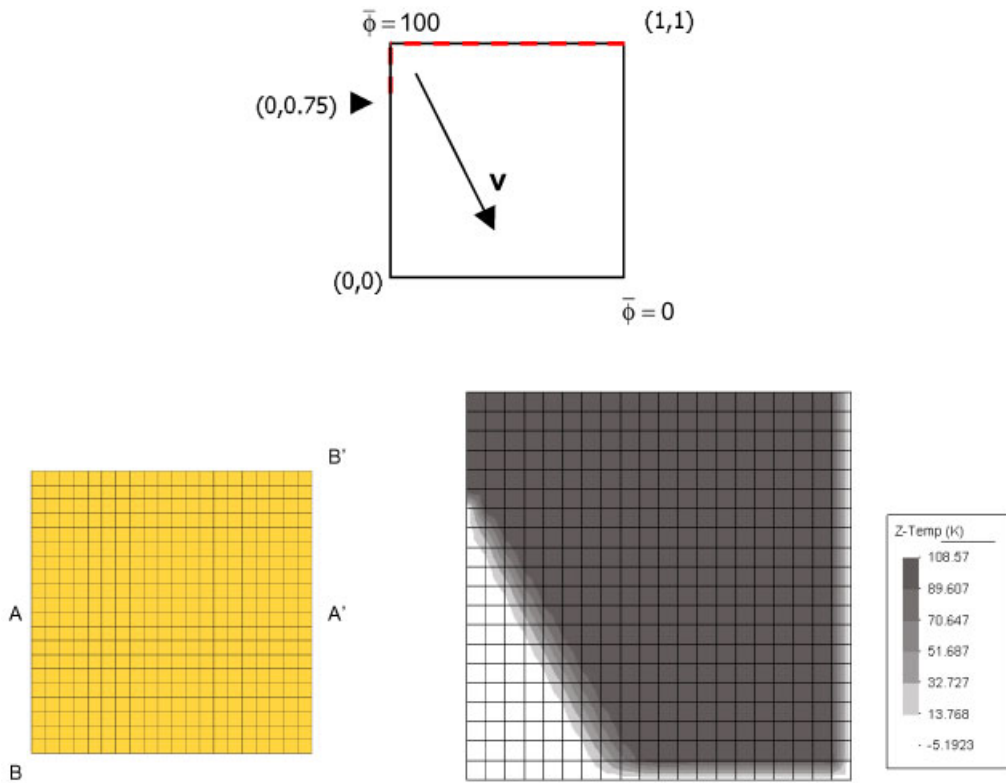 ϕ̅ = 100
(1,1)
(0,0.75)
v
(0,0)
ϕ̅ = 0
B'
A
A'
B
Z-Temp (K)
108.57
89.607
70.647
51.687
32.727
13.768
-5.1923